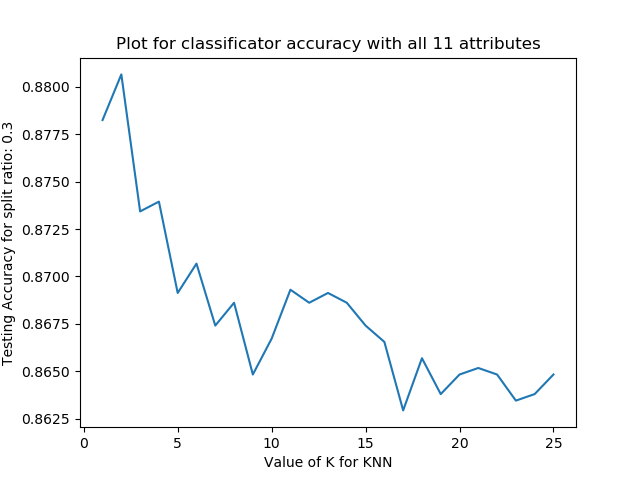 Plot for classificator accuracy with all 11 attributes
0.8800
0.8775
0.8750
0.8725
0.8700
0.8675
0.8650
0.8625
Testing Accuracy for split ratio: 0.3
0 5 10 15 20 25
Value of K for KNN